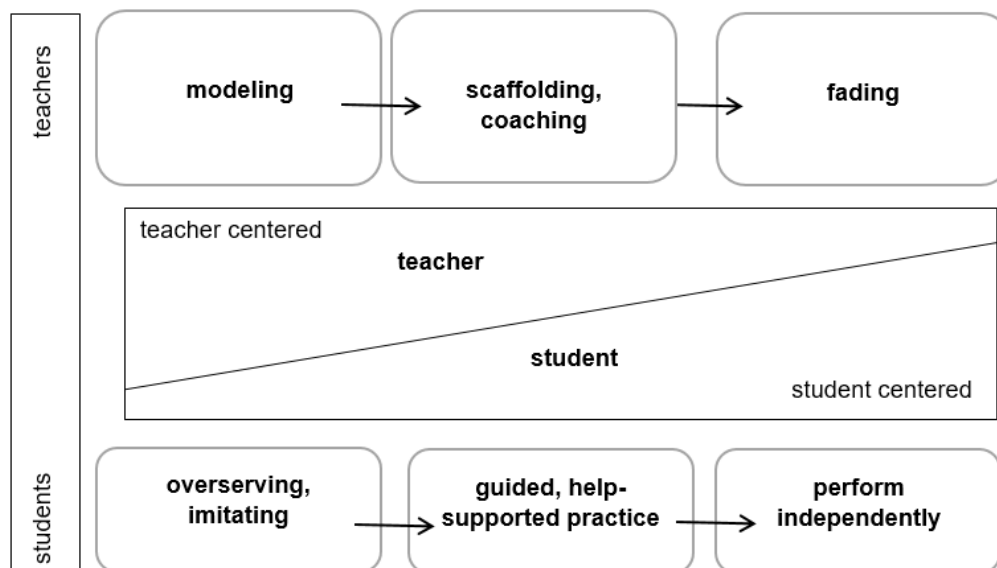 teachers
modeling
scaffolding,
coaching
fading
teacher centered
teacher
student
student centered
students
overserving,
imitating
guided, help-
supported practice
perform
independently